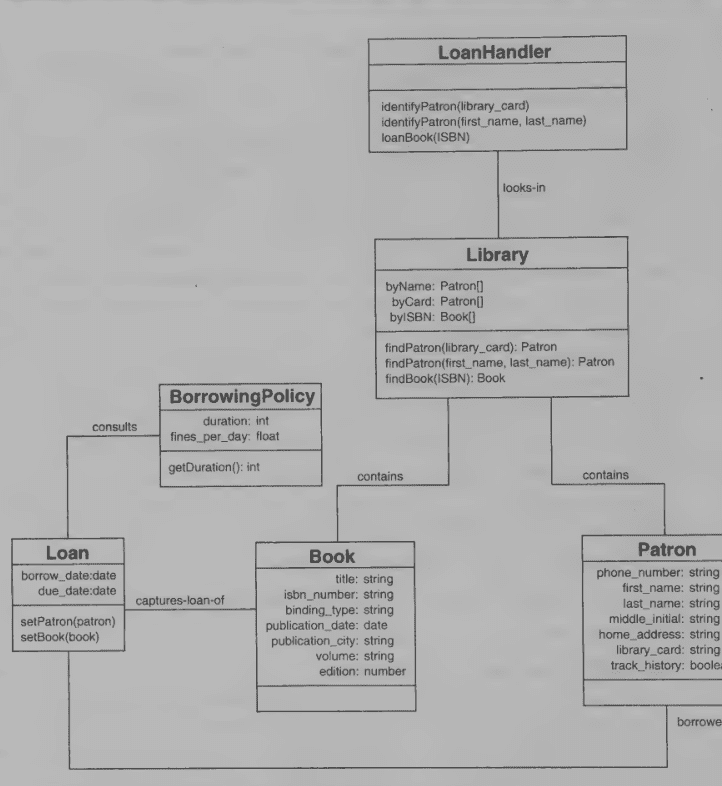 LoanHandler
identifyPatron(library_card)
identifyPatron(first_name, last_name)
loanBook(ISBN)
looks-in
Library
byName: Patron[]
byCard: Patron[]
byISBN: Book[]
findPatron(library_card): Patron
findPatron(first_name, last_name): Patron
findBook(ISBN): Book
BorrowingPolicy
duration: int
fines_per_day: float
getDuration(): int
consults
contains
contains
Loan
borrow_date:date
due_date:date
setPatron(patron)
setBook(book)
captures-loan-of
Book
title: string
isbn_number: string
binding_type: string
publication_date: date
publication_city: string
volume: string
edition: number
Patron
phone_number: string
first_name: string
last_name: string
middle_initial: string
home_address: string
library_card: string
track_history: